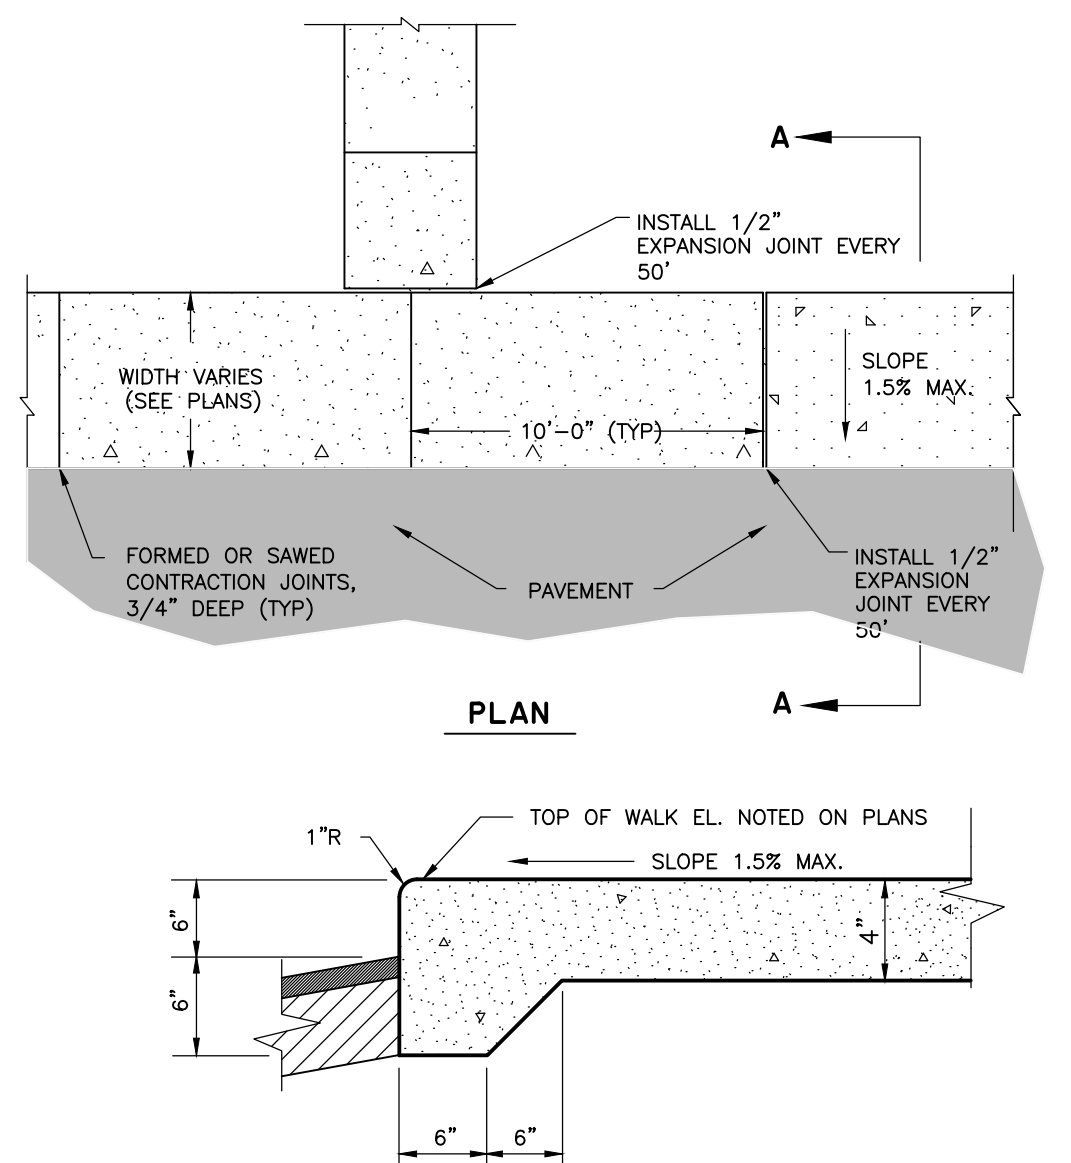 A
INSTALL 1/2”
EXPANSION JOINT EVERY
50’
WIDTH VARIES
(SEE PLANS)
SLOPE
1.5% MAX.
10’-0” (TYP)
FORMED OR SAWED
CONTRACTION JOINTS,
3/4” DEEP (TYP)
PAVEMENT
INSTALL 1/2”
EXPANSION
JOINT EVERY
50’
A
PLAN
TOP OF WALK EL. NOTED ON PLANS
1”R
SLOPE 1.5% MAX.
6”
4”
6”
6”
6”